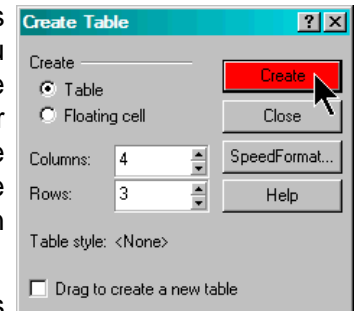 Create Table
Create
Create
Table
Floating cell
Close
Columns: 4
SpeedFormat...
Rows: 3
Help
Table style: <None>
Drag to create a new table